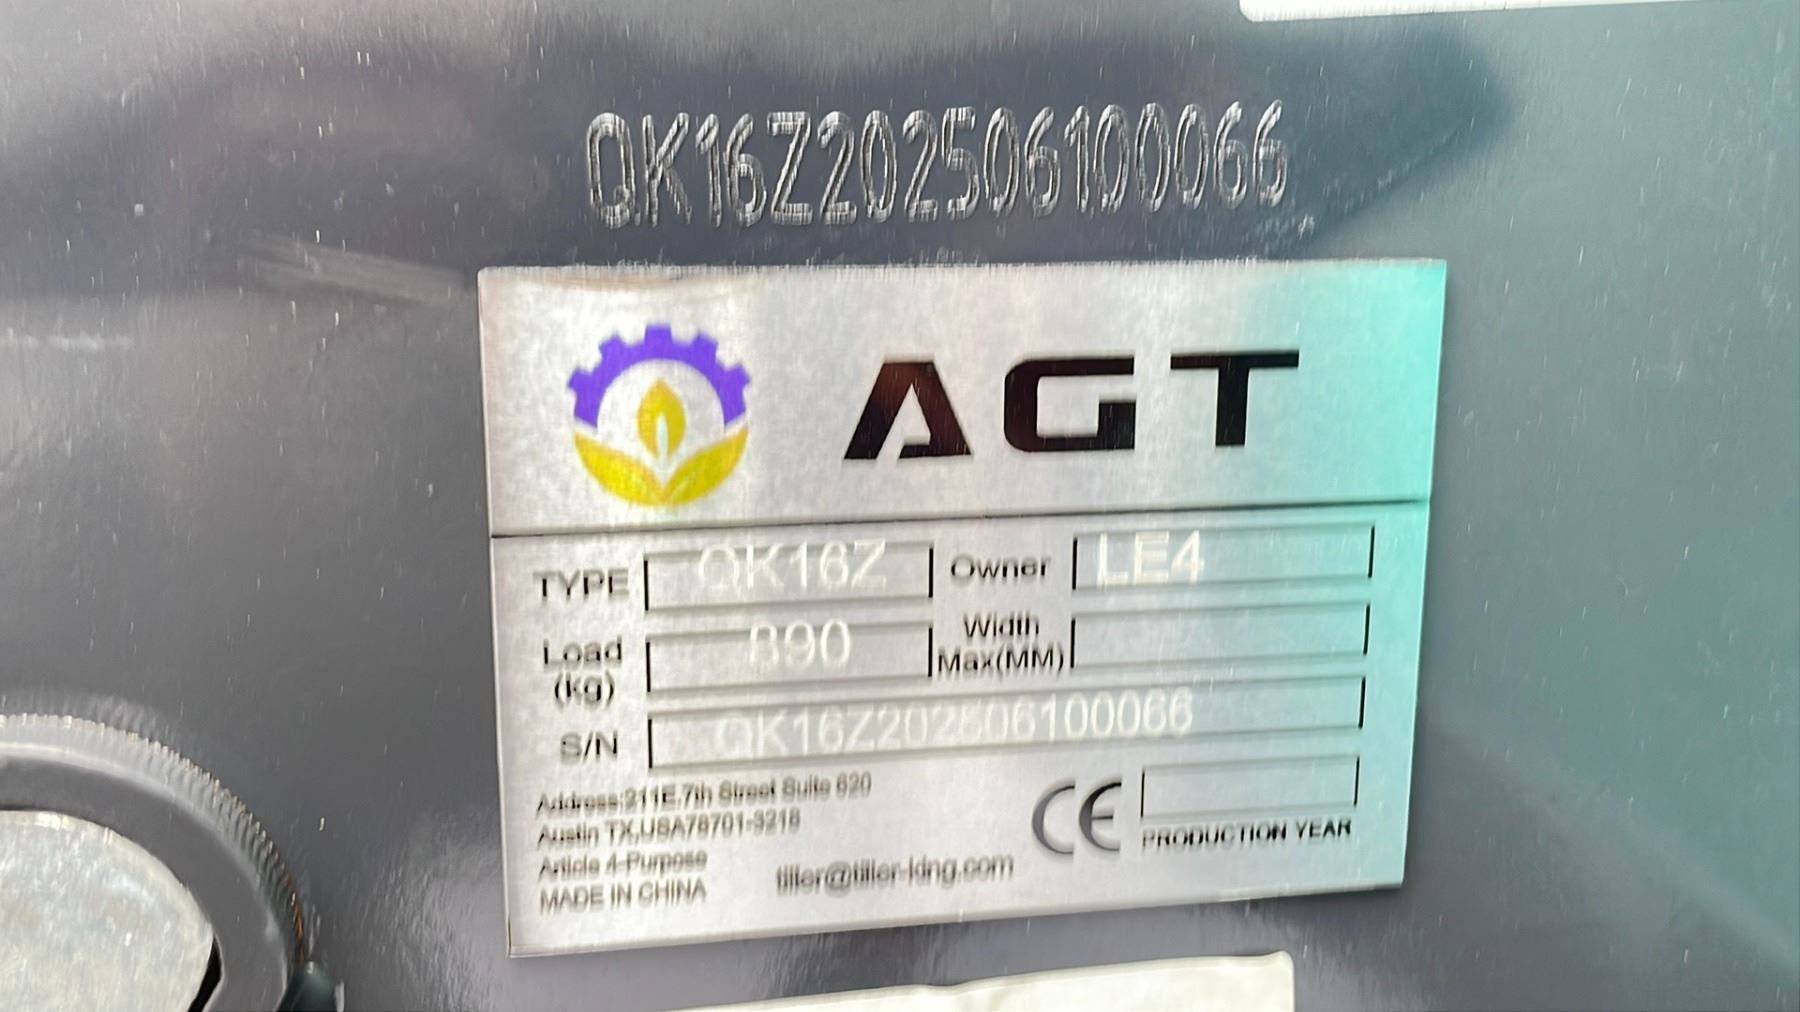 QK16Z202506100066
AGT
TYPE QK16Z Owner LE4
Load (kg) 890 Width Max(MM)
S/N QK16Z202506100066
Address:211E.7th Street Suite 620
Austin TX,USA78701-3218
Article 4-Purpose
MADE IN CHINA
tiller@tiller-king.com
CE
PRODUCTION YEAR